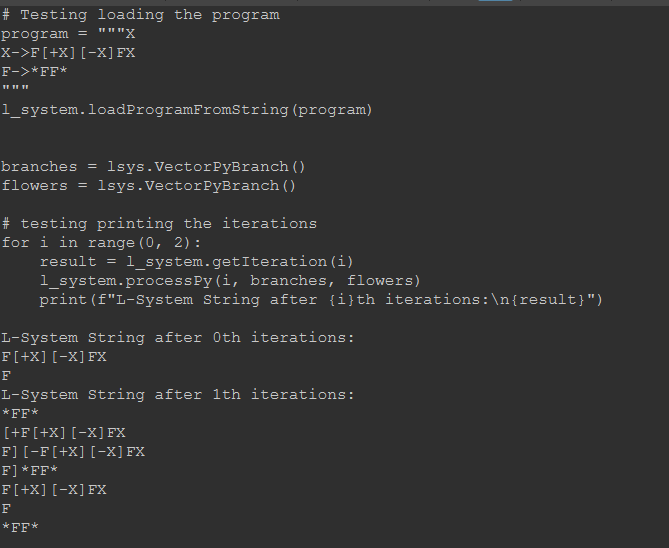 # Testing loading the program
program = """X
X->F[+X][-X]FX
F->*FF*
"""
l_system.loadProgramFromString(program)
branches = lsys.VectorPyBranch()
flowers = lsys.VectorPyBranch()
# testing printing the iterations
for i in range(0, 2):
    result = l_system.getIteration(i)
    l_system.processPy(i, branches, flowers)
    print(f"L-System String after {i}th iterations:\n{result}")
L-System String after 0th iterations:
F[+X][-X]FX
F
L-System String after 1th iterations:
*FF*
[+F[+X][-X]FX
F][-F[+X][-X]FX
F]*FF*
F[+X][-X]FX
F
*FF*